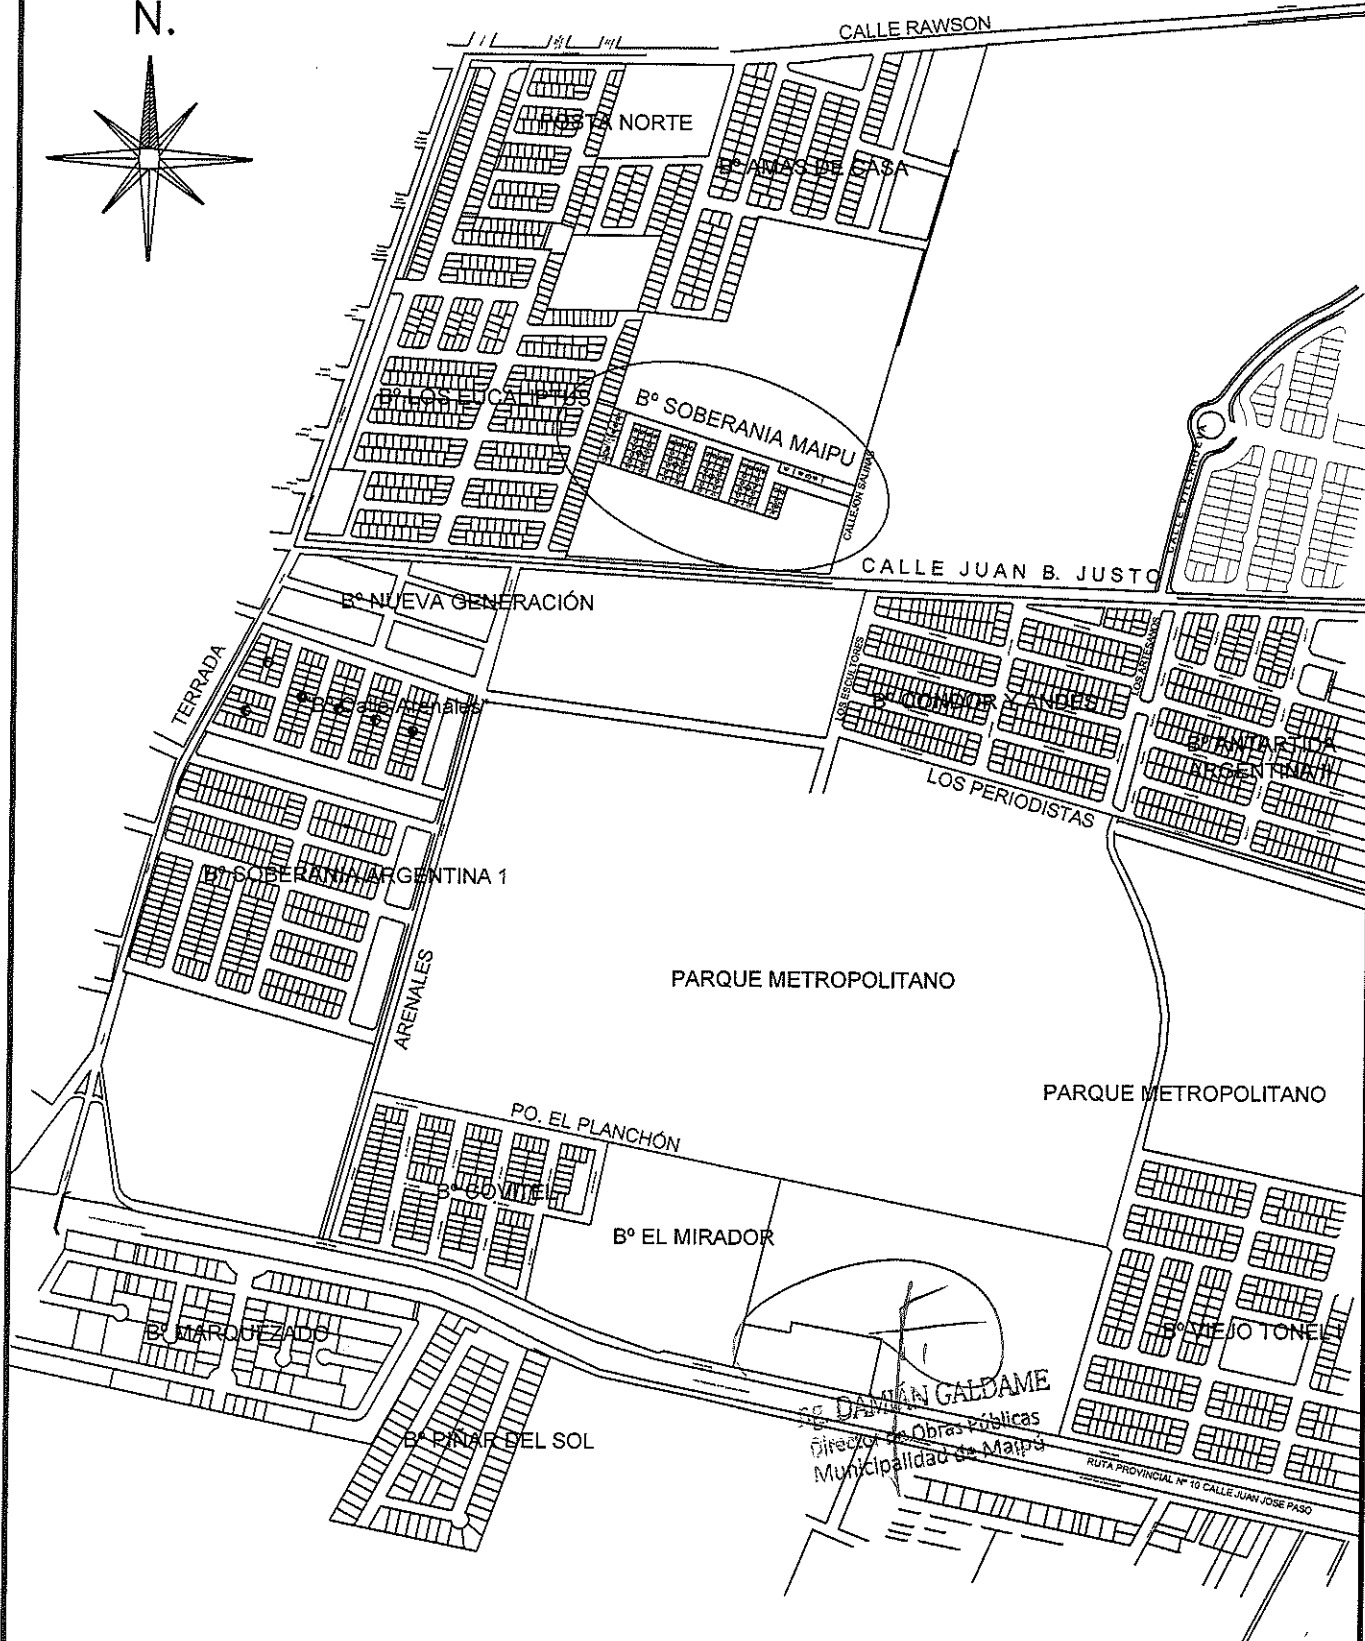 N.
CALLE RAWSON
POSTA NORTE
Bº AMAS DE CASA
Bº LOS EUCALIPTUS
Bº SOBERANIA MAIPU
CALLEJON SALINAS
CALLE VILLANUEVA
CALLE JUAN B. JUSTO
Bº NUEVA GENERACIÓN
TERRADA
Bº Calle Arenales
LOS ESCULTORES
LOS ARTESANOS
Bº CONDOR Y ANDES
Bº ANTARTIDA
ARGENTINA II
LOS PERIODISTAS
Bº SOBERANIA ARGENTINA 1
ARENALES
PARQUE METROPOLITANO
PARQUE METROPOLITANO
PO. EL PLANCHÓN
Bº COVITEL
Bº EL MIRADOR
Bº MARQUEZADO
Bº VIEJO TONEL
Bº PIÑAR DEL SOL
DAMIÁN GALDAME
Director de Obras Públicas
Municipalidad de Maipú
RUTA PROVINCIAL Nº 10 CALLE JUAN JOSE PASO